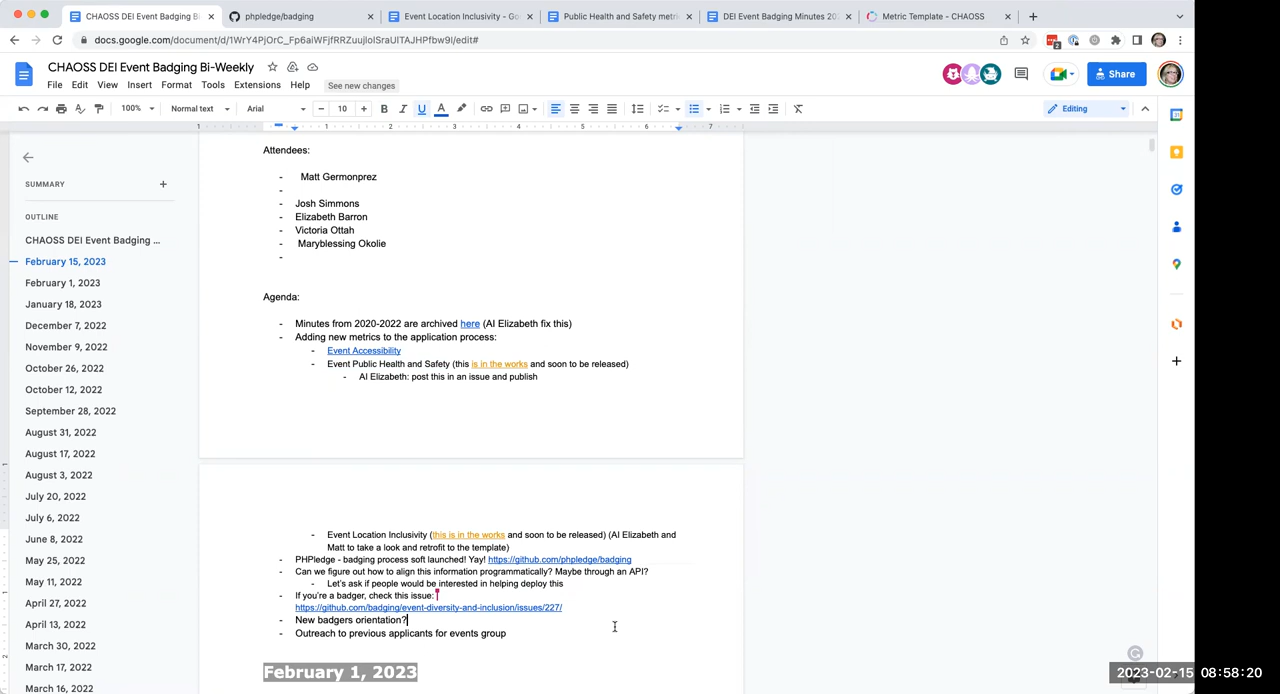 CHAOSS DEI Event Badging Bi
phpledge/badging
Event Location Inclusivity - Go
Public Health and Safety metri
DEI Event Badging Minutes 202
Metric Template - CHAOSS
docs.google.com/document/d/1WrY4PjOrC_Fp6aiWFjfRRZuujlolSraUlTAJHPfbw9I/edit#
2
CHAOSS DEI Event Badging Bi-Weekly
Share
File Edit View Insert Format Tools Extensions Help See new changes
100% Normal text Arial 10 B I U A Editing
1 1 2 3 4 5 6 7
SUMMARY
OUTLINE
CHAOSS DEI Event Badging ...
February 15, 2023
February 1, 2023
January 18, 2023
December 7, 2022
November 9, 2022
October 26, 2022
October 12, 2022
September 28, 2022
August 31, 2022
August 17, 2022
August 3, 2022
July 20, 2022
July 6, 2022
June 8, 2022
May 25, 2022
May 11, 2022
April 27, 2022
April 13, 2022
March 30, 2022
March 17, 2022
March 16, 2022
Attendees:
- Matt Germonprez
-
- Josh Simmons
- Elizabeth Barron
- Victoria Ottah
- Maryblessing Okolie
-
Agenda:
- Minutes from 2020-2022 are archived here (AI Elizabeth fix this)
- Adding new metrics to the application process:
- Event Accessibility
- Event Public Health and Safety (this is in the works and soon to be released)
- AI Elizabeth: post this in an issue and publish
- Event Location Inclusivity (this is in the works and soon to be released) (AI Elizabeth and
Matt to take a look and retrofit to the template)
- PHPledge - badging process soft launched! Yay! https://github.com/phpledge/badging
- Can we figure out how to align this information programmatically? Maybe through an API?
- Let's ask if people would be interested in helping deploy this
- If you're a badger, check this issue:
https://github.com/badging/event-diversity-and-inclusion/issues/227/
- New badgers orientation?
- Outreach to previous applicants for events group
February 1, 2023
2023-02-15 08:58:20